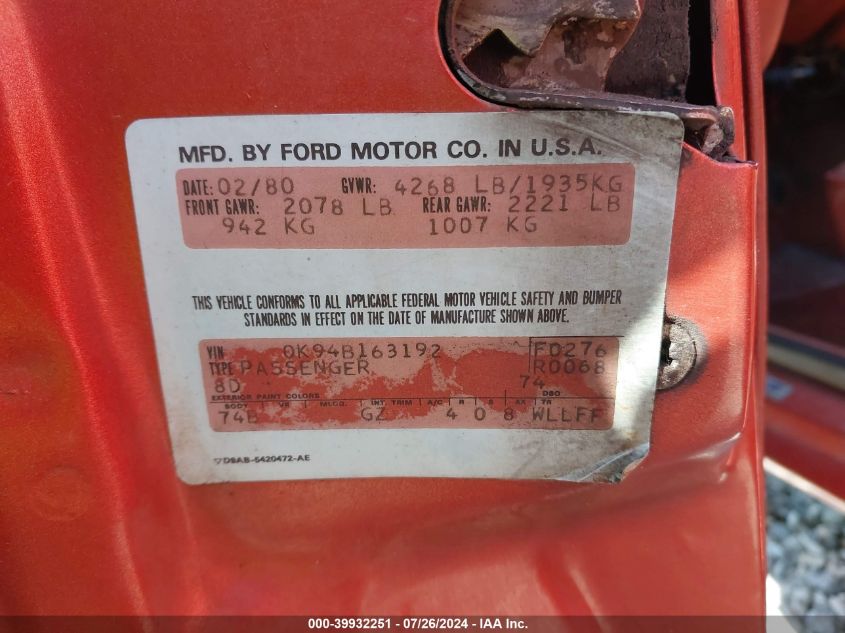 MFD. BY FORD MOTOR CO. IN U.S.A.
DATE: 02/80 GVWR: 4268 LB/1935KG
FRONT GAWR: 2078 LB REAR GAWR: 2221 LB
942 KG 1007 KG
THIS VEHICLE CONFORMS TO ALL APPLICABLE FEDERAL MOTOR VEHICLE SAFETY AND BUMPER
STANDARDS IN EFFECT ON THE DATE OF MANUFACTURE SHOWN ABOVE.
VIN 0K94B163192 F0276
TYPE PASSENGER R0068
8D 74
EXTERIOR PAINT COLORS DSO
BODY VR MLDG. INT. TRIM A/C R S AX TR
74B GZ 4 0 8 WLLFF
▽D8AB-5420472-AE
000-39932251 / 07/26/2024 - IAA Inc.